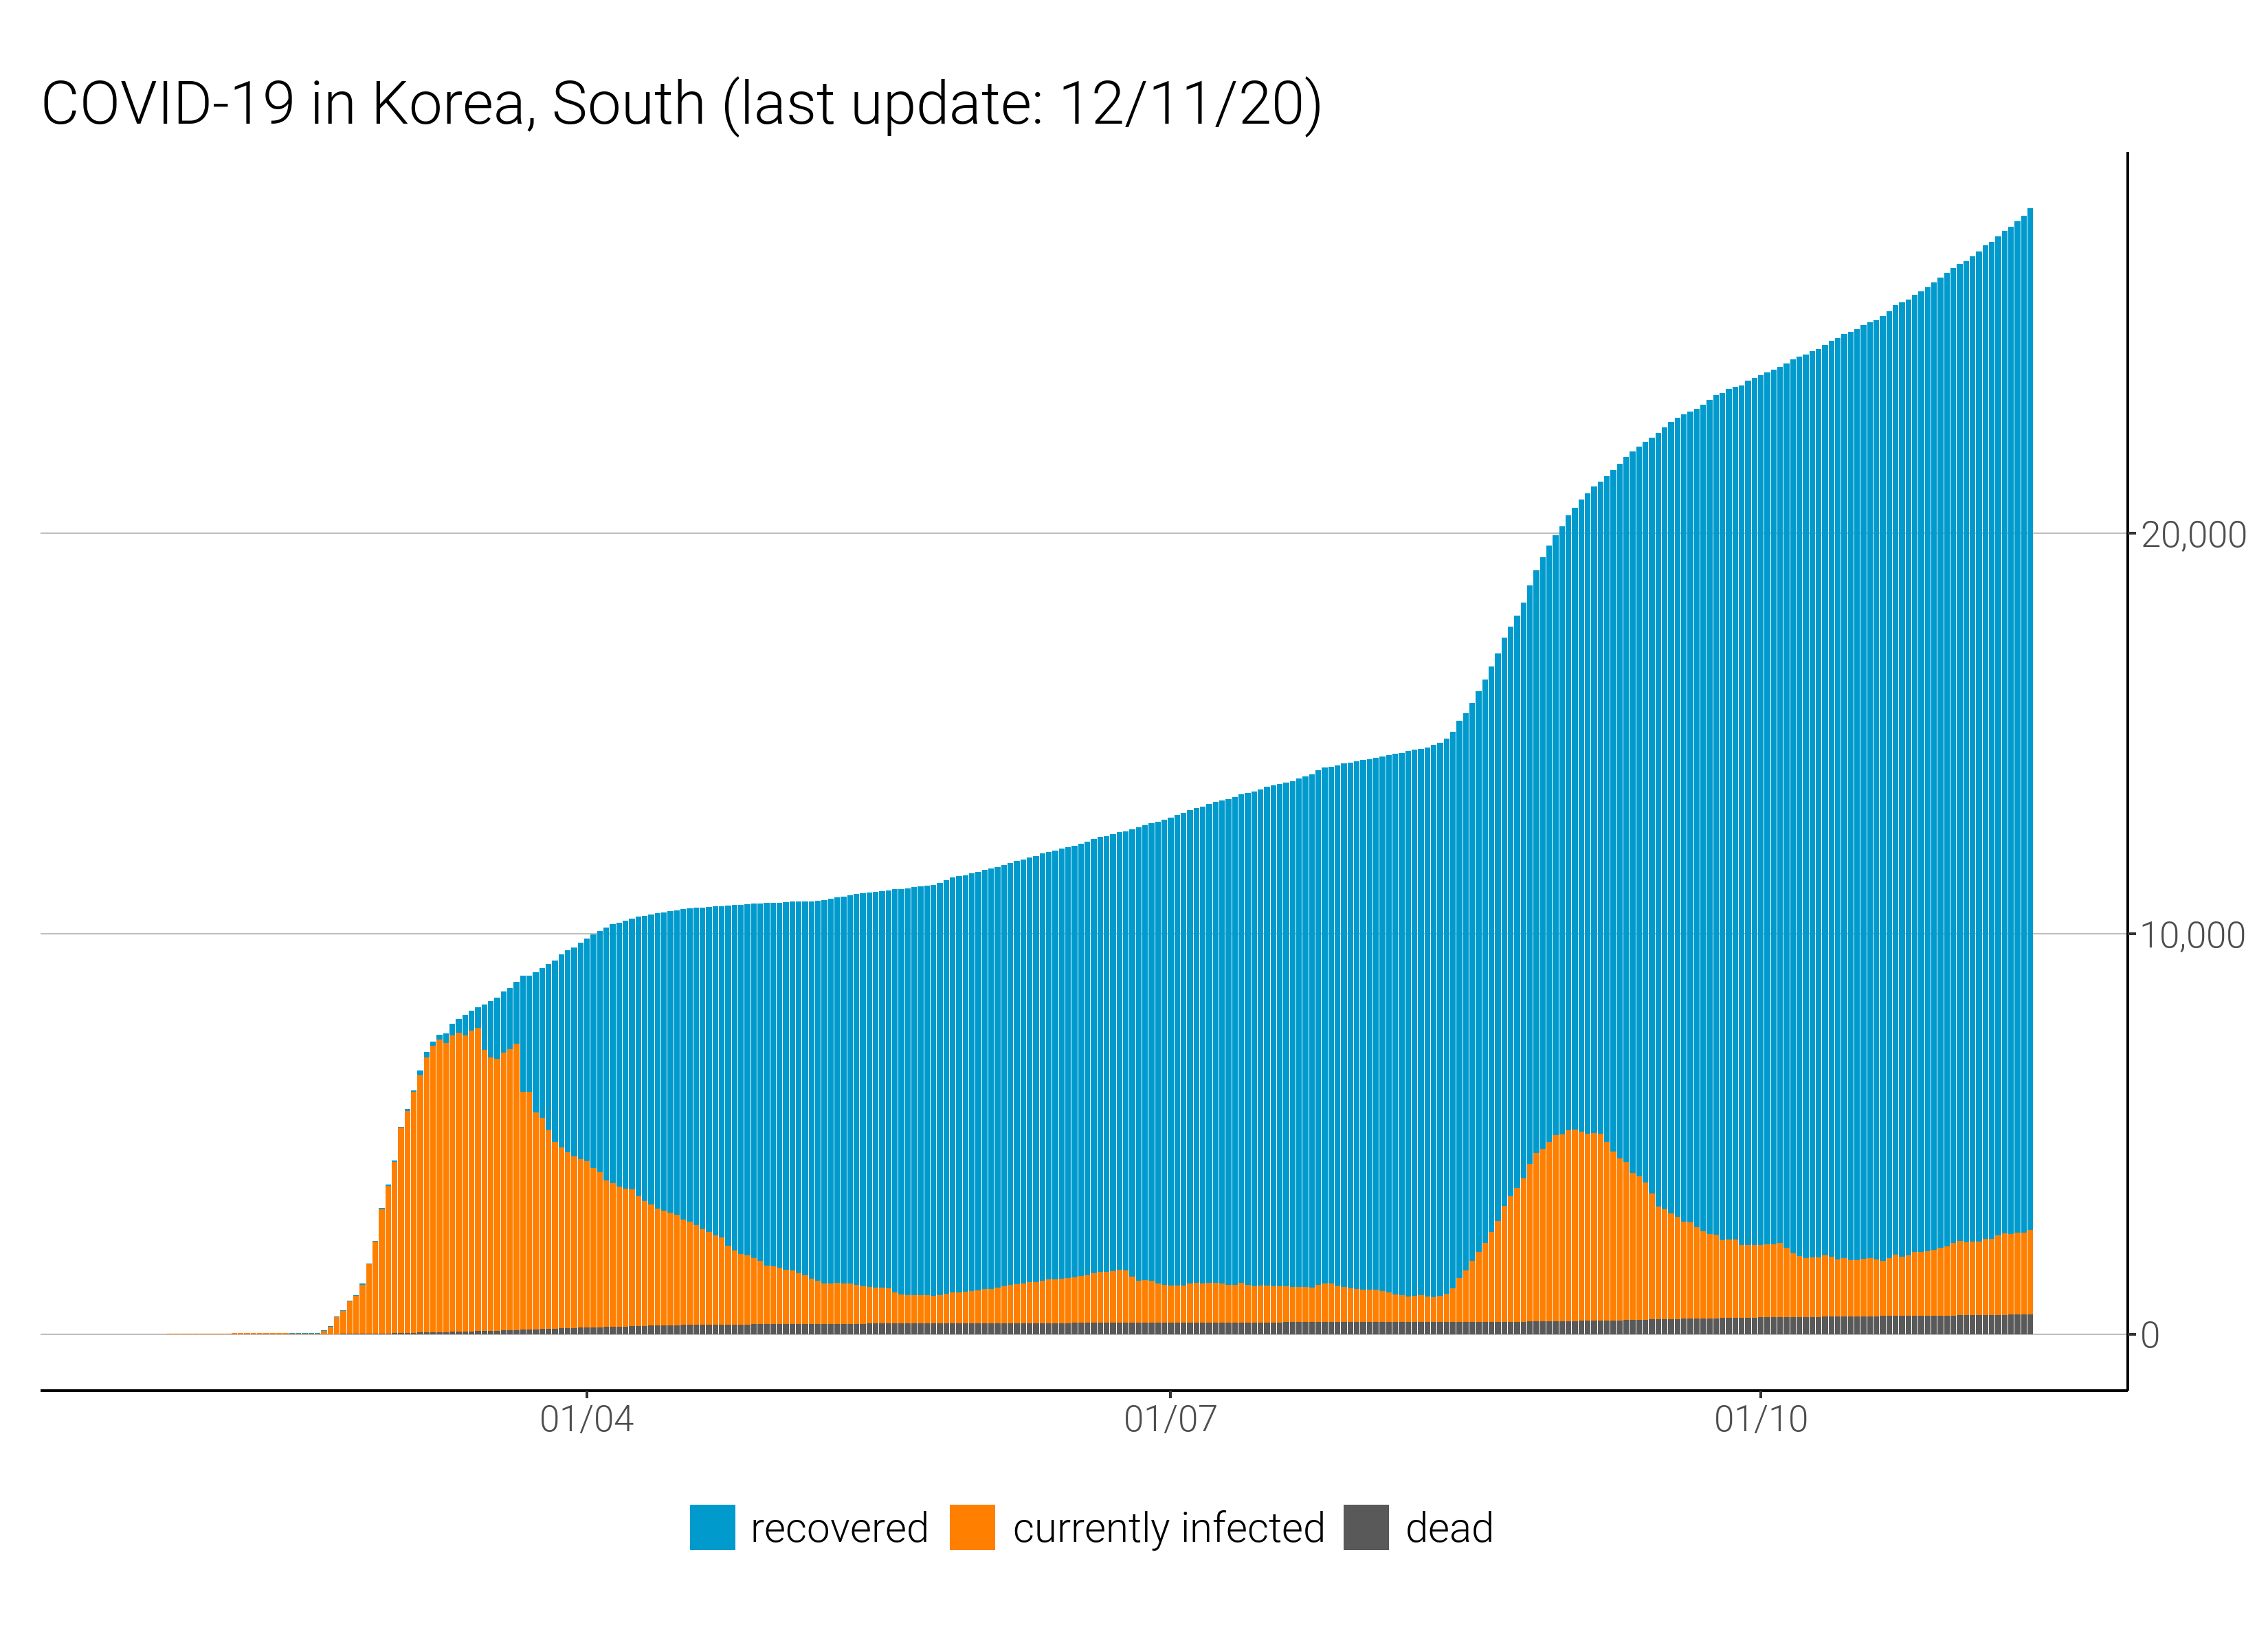 COVID-19 in Korea, South (last update: 12/11/20)
20,000
10,000
0
01/04 01/07 01/10
recovered currently infected dead